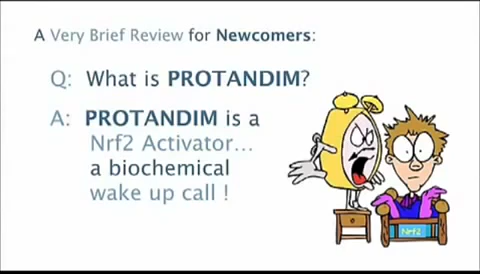 A Very Brief Review for Newcomers:
Q: What is PROTANDIM?
A: PROTANDIM is a
Nrf2 Activator...
a biochemical
wake up call !
Nrf2